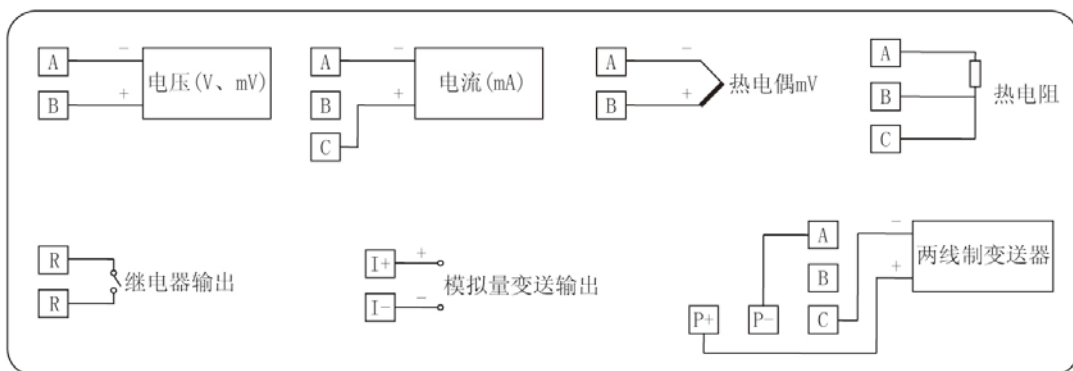 A - 电压(V、mV)
B +
A - 电流(mA)
B +
C
A - 热电偶mV
B +
A
B 热电阻
C
R
R 继电器输出
I+ + 模拟量变送输出
I- -
A - 两线制变送器
B +
P+ P- C